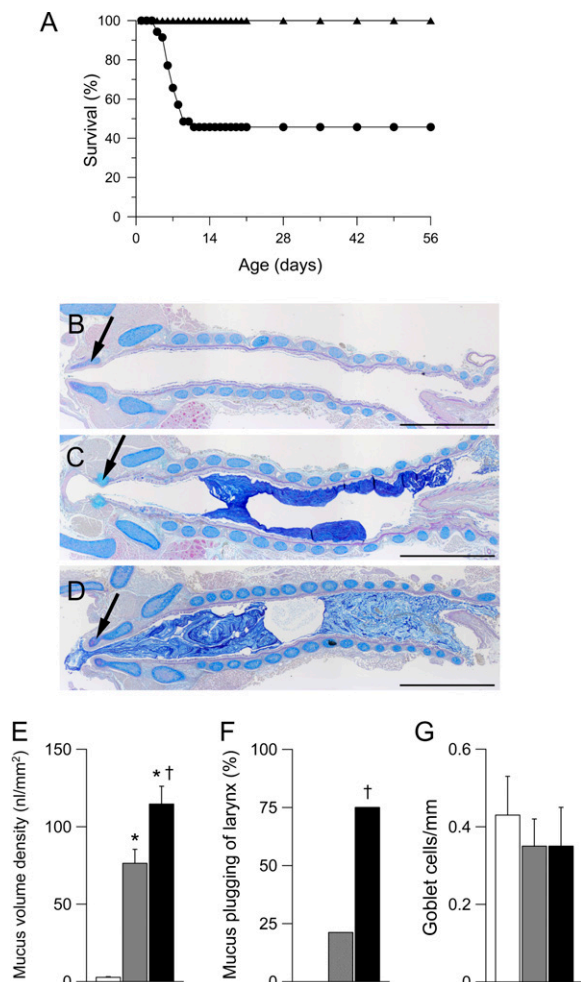 A
100
80
60
40
20
0
Survival (%)
0 14 28 42 56
Age (days)
B
C
D
E
150
100
50
0
Mucus volume density (nl/mm²)
*
* †
F
100
75
50
25
0
Mucus plugging of larynx (%)
†
G
0.6
0.4
0.2
0
Goblet cells/mm